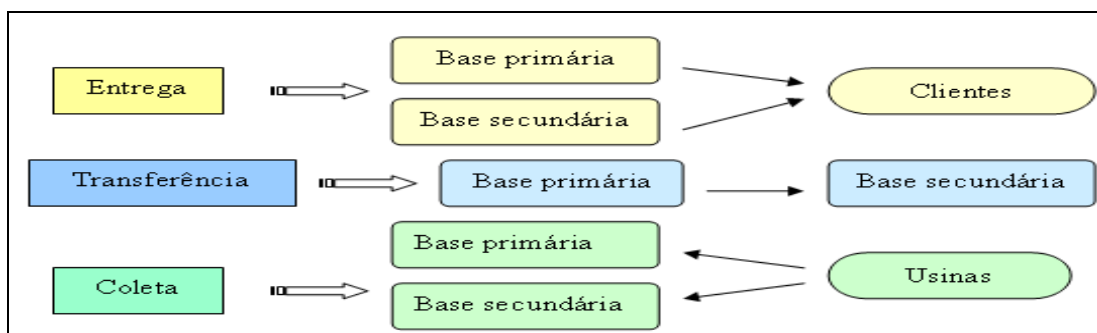 Entrega
Base primária
Base secundária
Clientes
Transferência
Base primária
Base secundária
Coleta
Base primária
Base secundária
Usinas